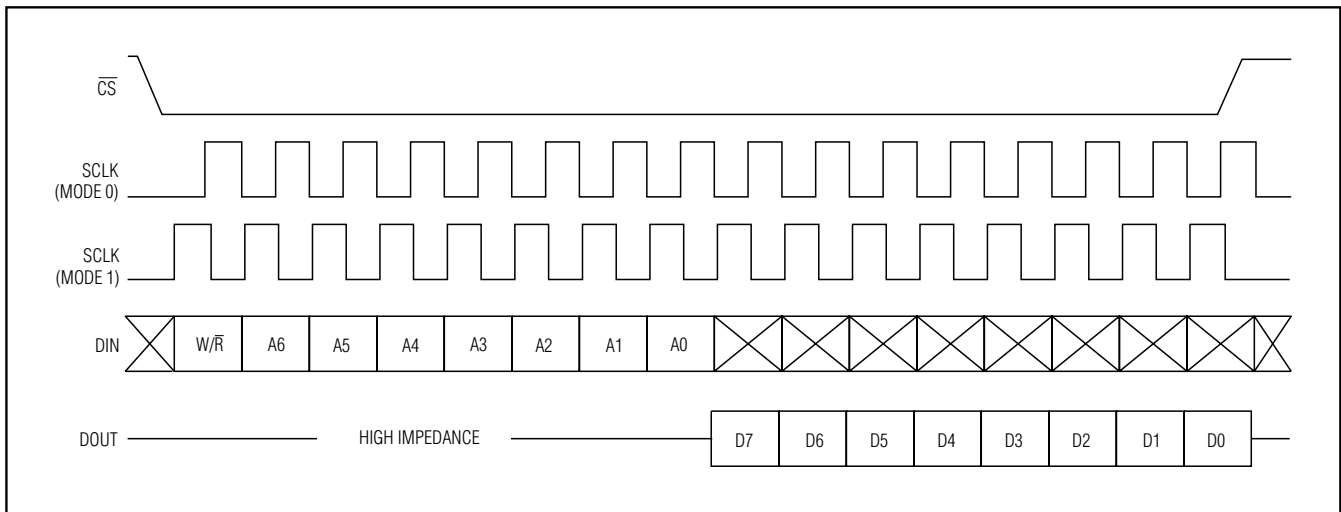 C̅S̅
SCLK
(MODE 0)
SCLK
(MODE 1)
DIN W/R̅ A6 A5 A4 A3 A2 A1 A0
DOUT HIGH IMPEDANCE D7 D6 D5 D4 D3 D2 D1 D0